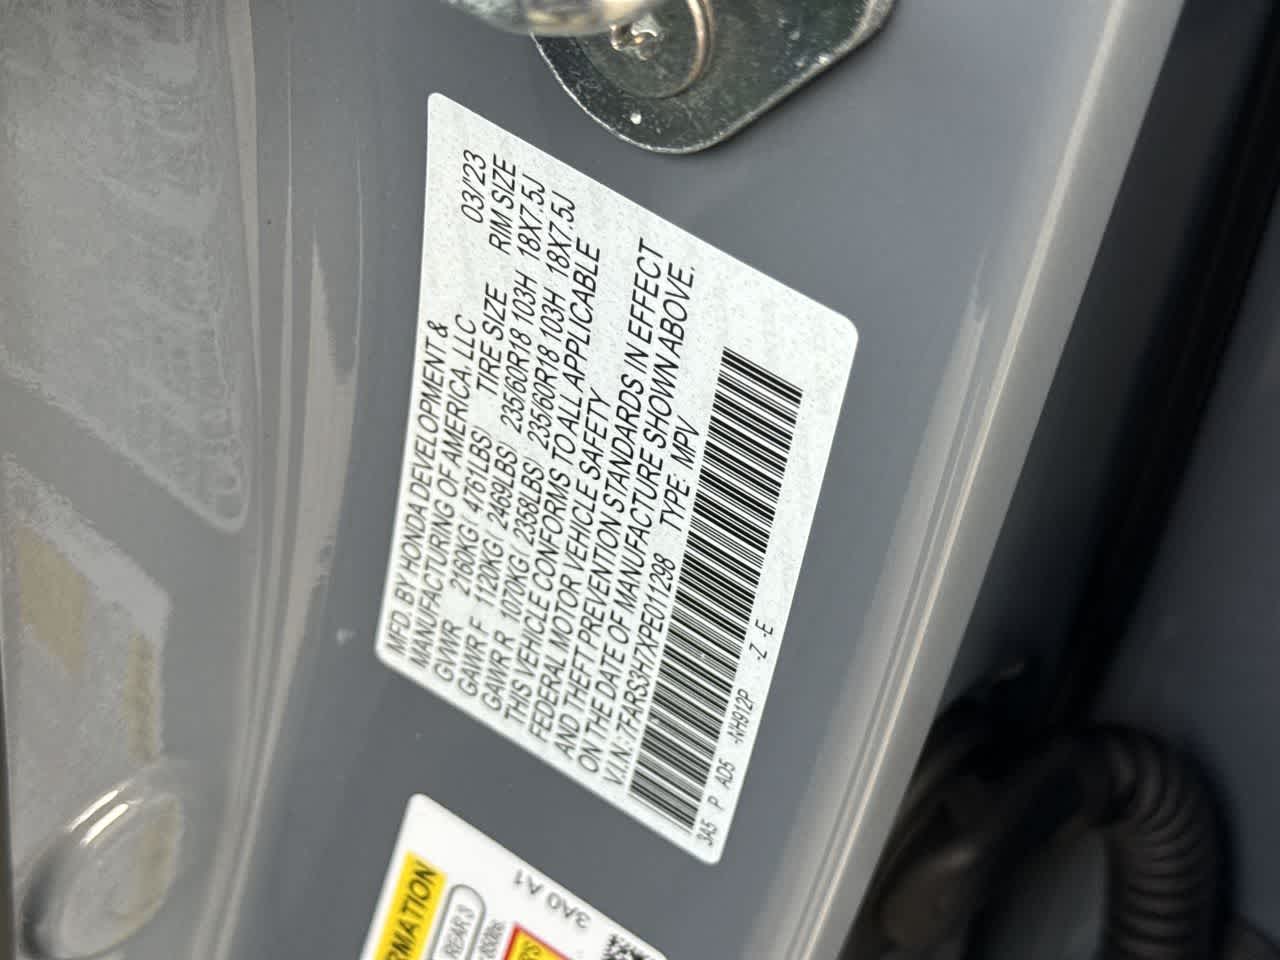 MFD. BY HONDA DEVELOPMENT &
MANUFACTURING OF AMERICA, LLC 03/'23
GVWR 2160KG/ 4761LBS TIRE SIZE RIM SIZE
GAWR F 1120KG/ 2469LBS 235/60R18 103H 18X7.5J
GAWR R 1070KG/ 2358LBS 235/60R18 103H 18X7.5J
THIS VEHICLE CONFORMS TO ALL APPLICABLE
FEDERAL MOTOR VEHICLE SAFETY
AND THEFT PREVENTION STANDARDS IN EFFECT
ON THE DATE OF MANUFACTURE SHOWN ABOVE.
V.I.N: 7FARS3H7XPE011298 TYPE: MPV
3A5 P AD5 -NH912P -Z -E
3A0 A1
RMATION
REAR 3